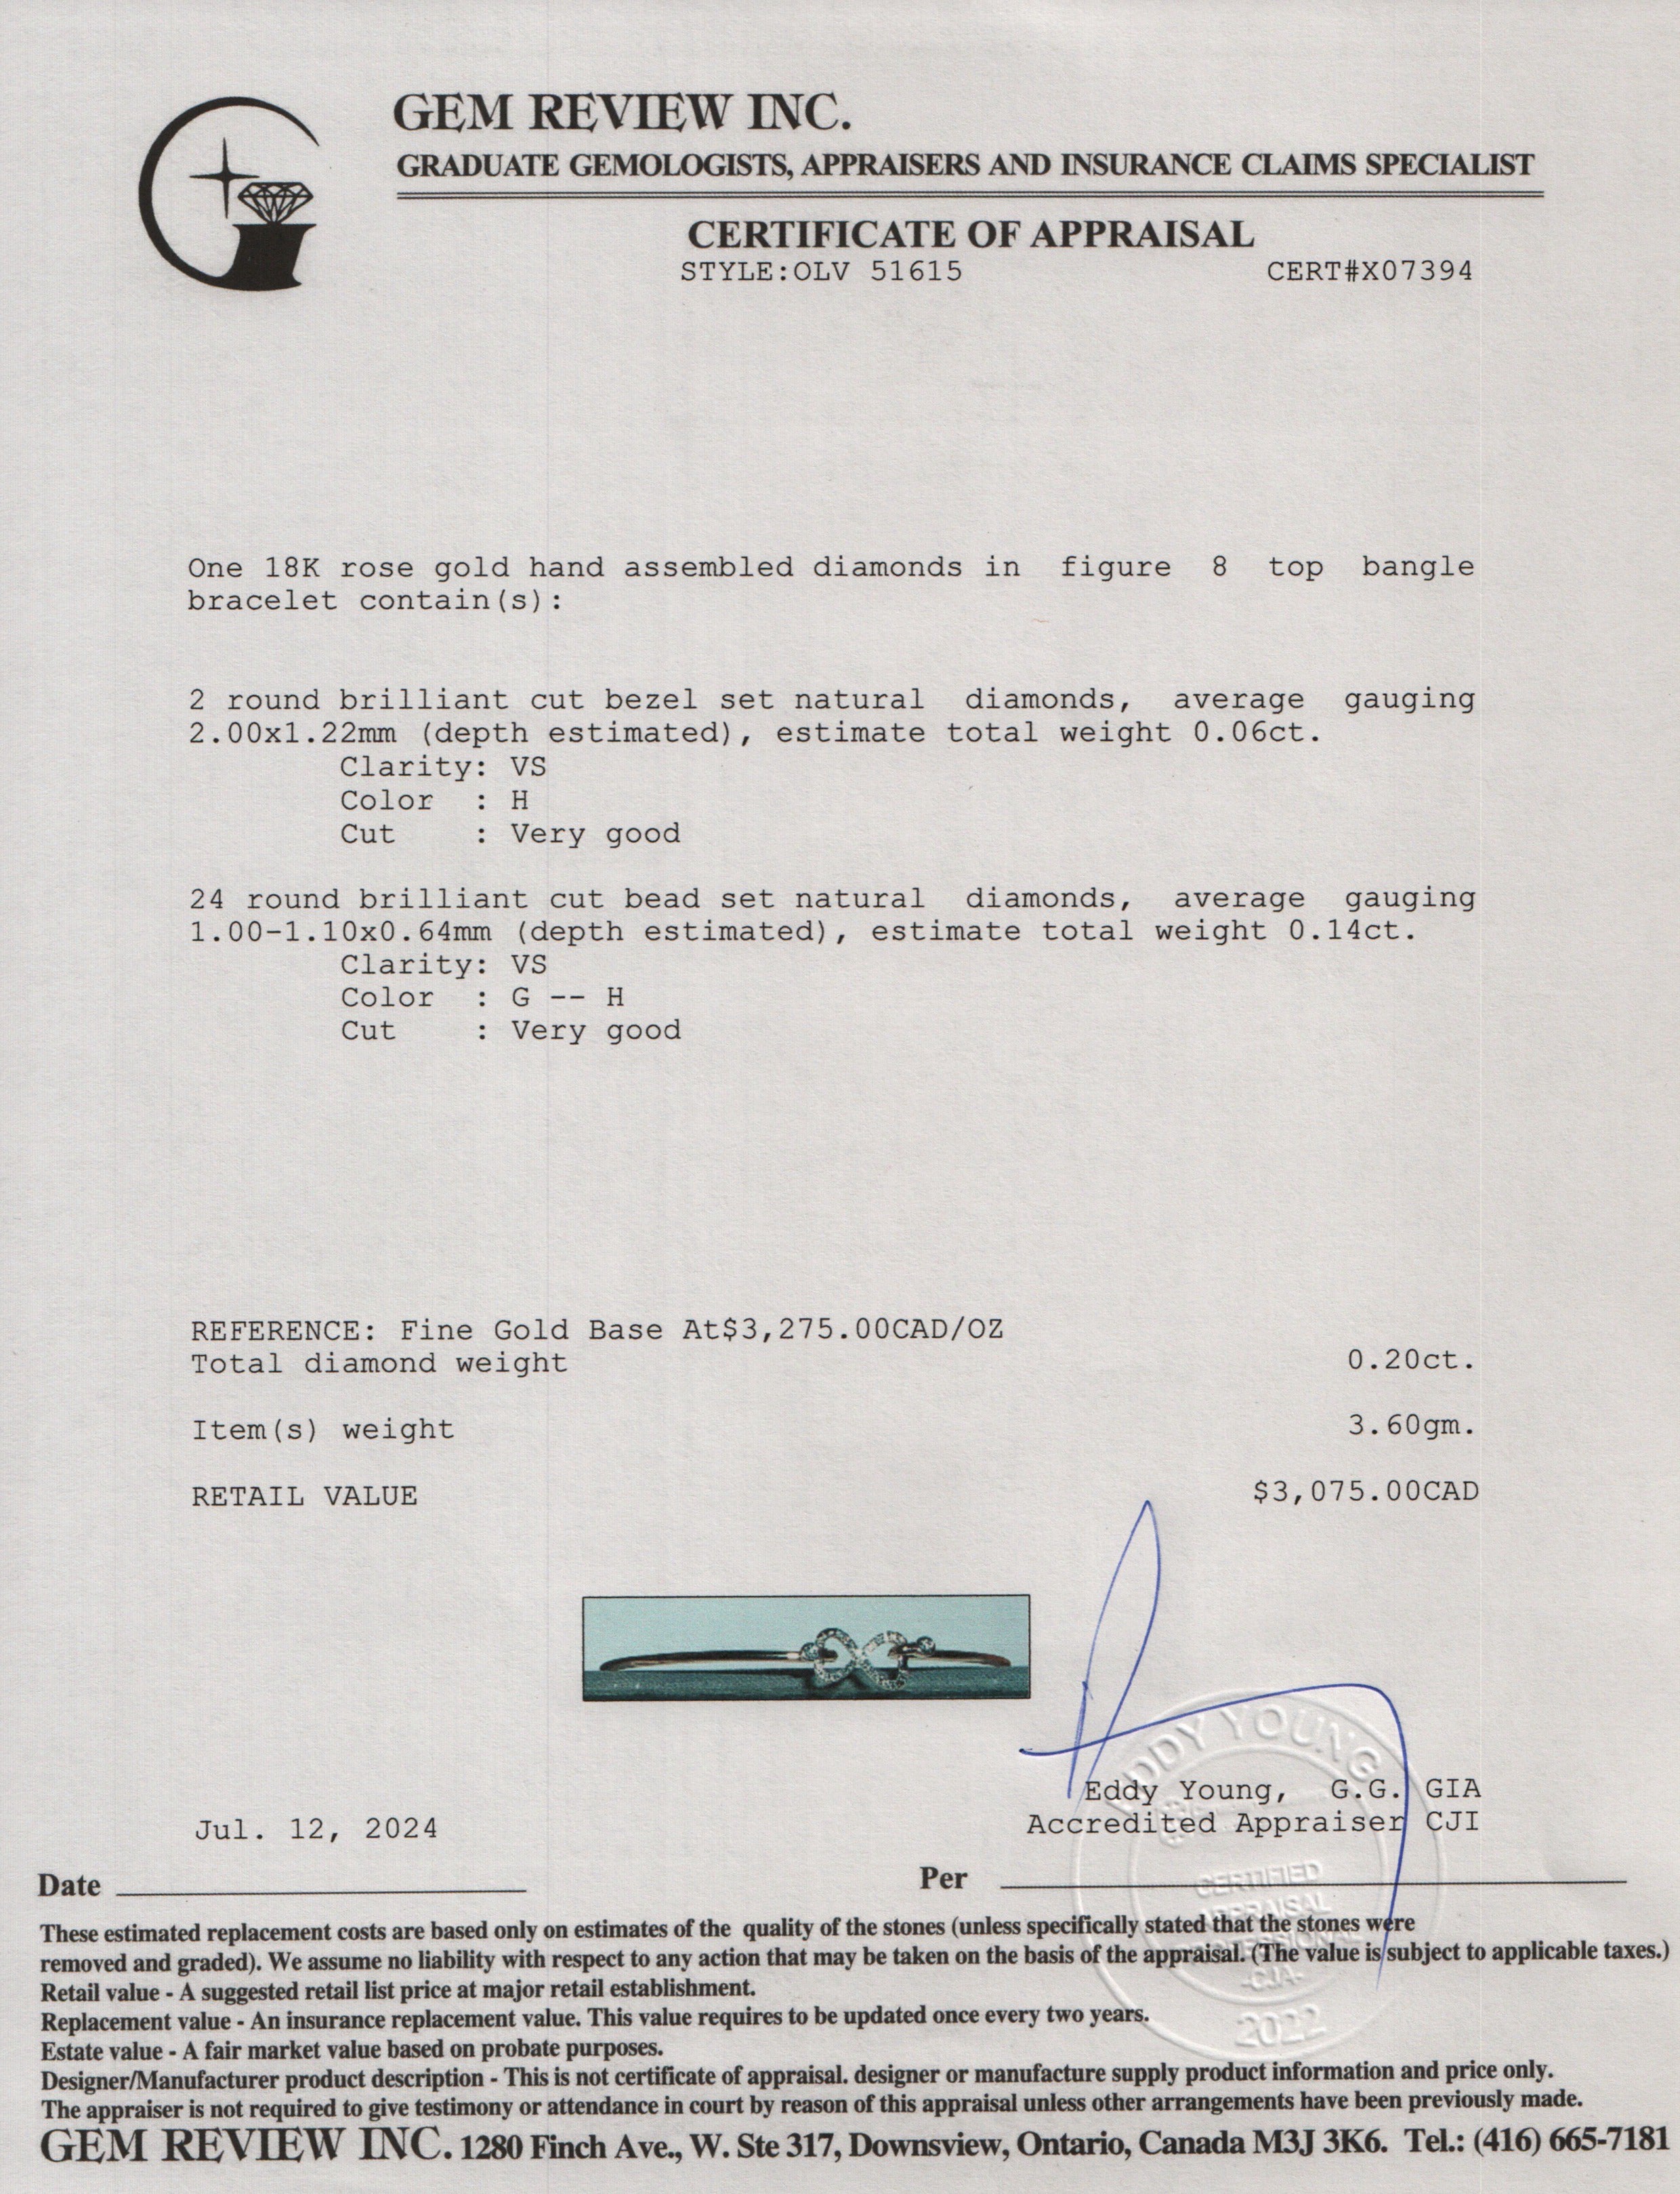 GEM REVIEW INC.
GRADUATE GEMOLOGISTS, APPRAISERS AND INSURANCE CLAIMS SPECIALIST
CERTIFICATE OF APPRAISAL
STYLE:OLV 51615 CERT#X07394
One 18K rose gold hand assembled diamonds in figure 8 top bangle
bracelet contain(s):
2 round brilliant cut bezel set natural diamonds, average gauging
2.00x1.22mm (depth estimated), estimate total weight 0.06ct.
Clarity: VS
Color : H
Cut : Very good
24 round brilliant cut bead set natural diamonds, average gauging
1.00-1.10x0.64mm (depth estimated), estimate total weight 0.14ct.
Clarity: VS
Color : G -- H
Cut : Very good
REFERENCE: Fine Gold Base At$3,275.00CAD/OZ
Total diamond weight 0.20ct.
Item(s) weight 3.60gm.
RETAIL VALUE $3,075.00CAD
EDDY YOUNG
Eddy Young, G.G. GIA
Accredited Appraiser CJI
Jul. 12, 2024
Date
Per
CERTIFIED
APPRAISAL
PROFESSIONAL
-CJA-
2022
These estimated replacement costs are based only on estimates of the quality of the stones (unless specifically stated that the stones were
removed and graded). We assume no liability with respect to any action that may be taken on the basis of the appraisal. (The value is subject to applicable taxes.)
Retail value - A suggested retail list price at major retail establishment.
Replacement value - An insurance replacement value. This value requires to be updated once every two years.
Estate value - A fair market value based on probate purposes.
Designer/Manufacturer product description - This is not certificate of appraisal. designer or manufacture supply product information and price only.
The appraiser is not required to give testimony or attendance in court by reason of this appraisal unless other arrangements have been previously made.
GEM REVIEW INC. 1280 Finch Ave., W. Ste 317, Downsview, Ontario, Canada M3J 3K6. Tel.: (416) 665-7181